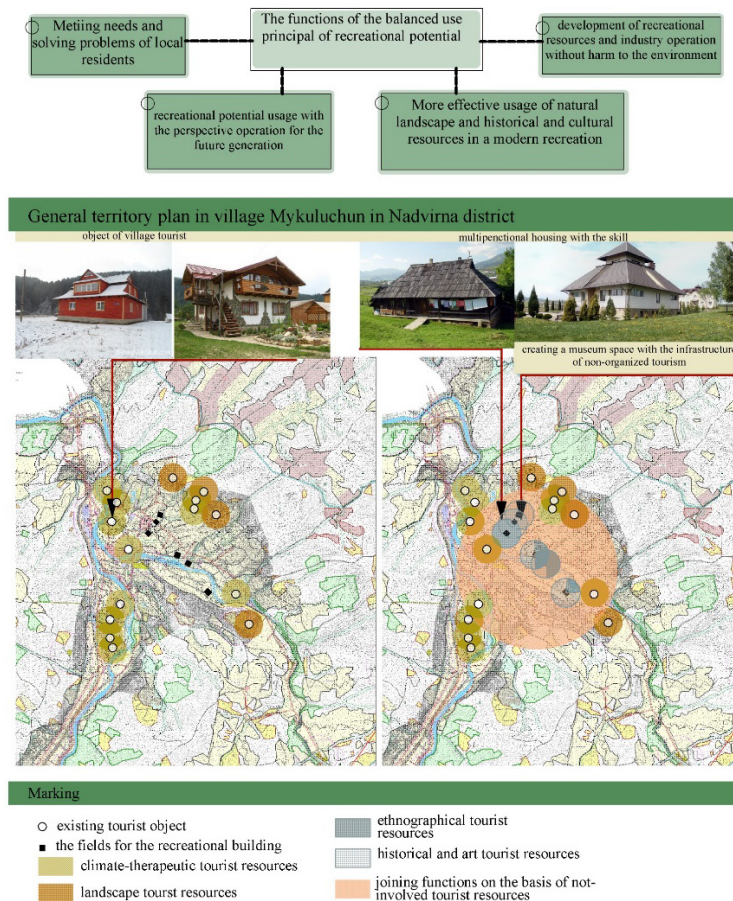 Metiing needs and
solving problems of local
residents
The functions of the balanced use
principal of recreational potential
development of recreational
resources and industry operation
without harm to the environment
recreational potential usage with
the perspective operation for the
future generation
More effective usage of natural
landscape and historical and cultural
resources in a modern recreation
General territory plan in village Mykuluchun in Nadvirna district
object of village tourist
multipenctional housing with the skill
creating a museum space with the infrastructure
of non-organized tourism
Marking
existing tourist object
the fields for the recreational building
climate-therapeutic tourist resources
landscape tourst resources
ethnographical tourist
resources
historical and art tourist resources
joining functions on the basis of not-
involved tourist resources